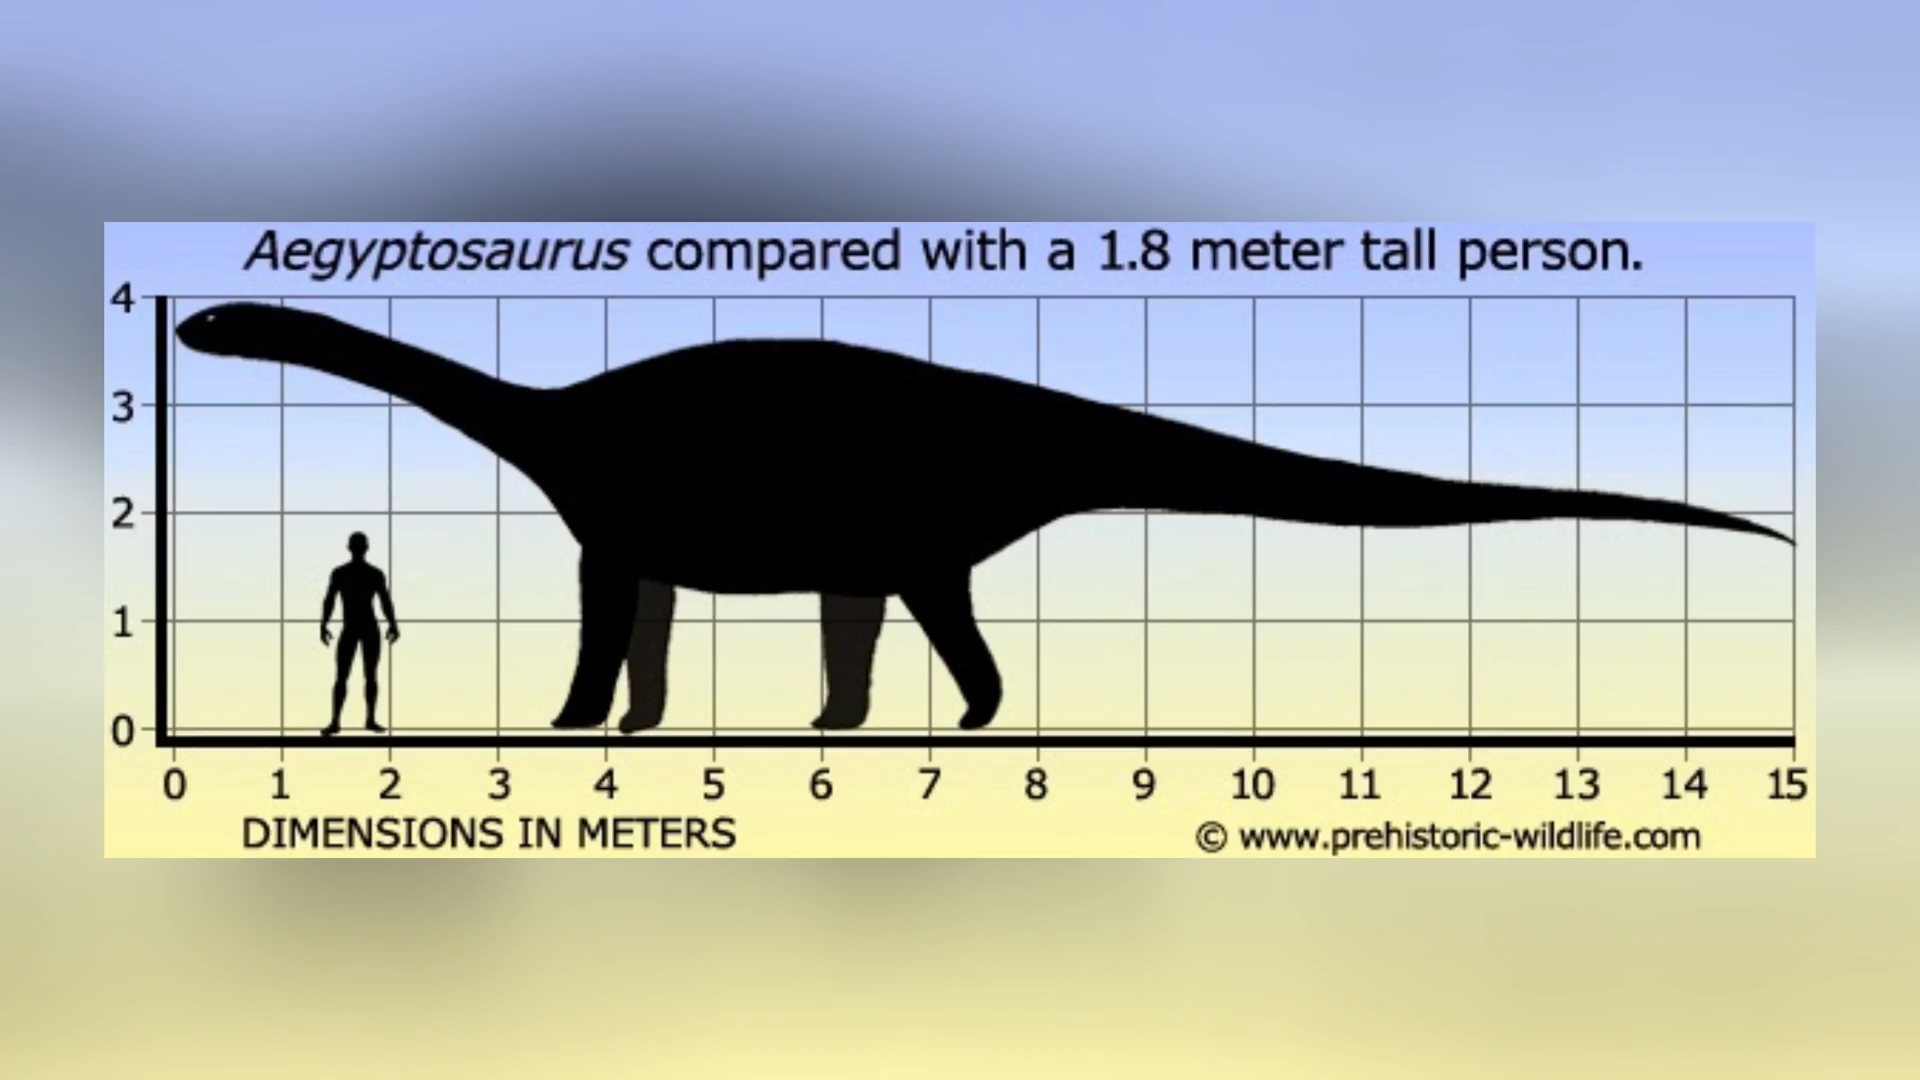 Aegyptosaurus compared with a 1.8 meter tall person.
4
3
2
1
0
0 1 2 3 4 5 6 7 8 9 10 11 12 13 14 15
DIMENSIONS IN METERS
© www.prehistoric-wildlife.com